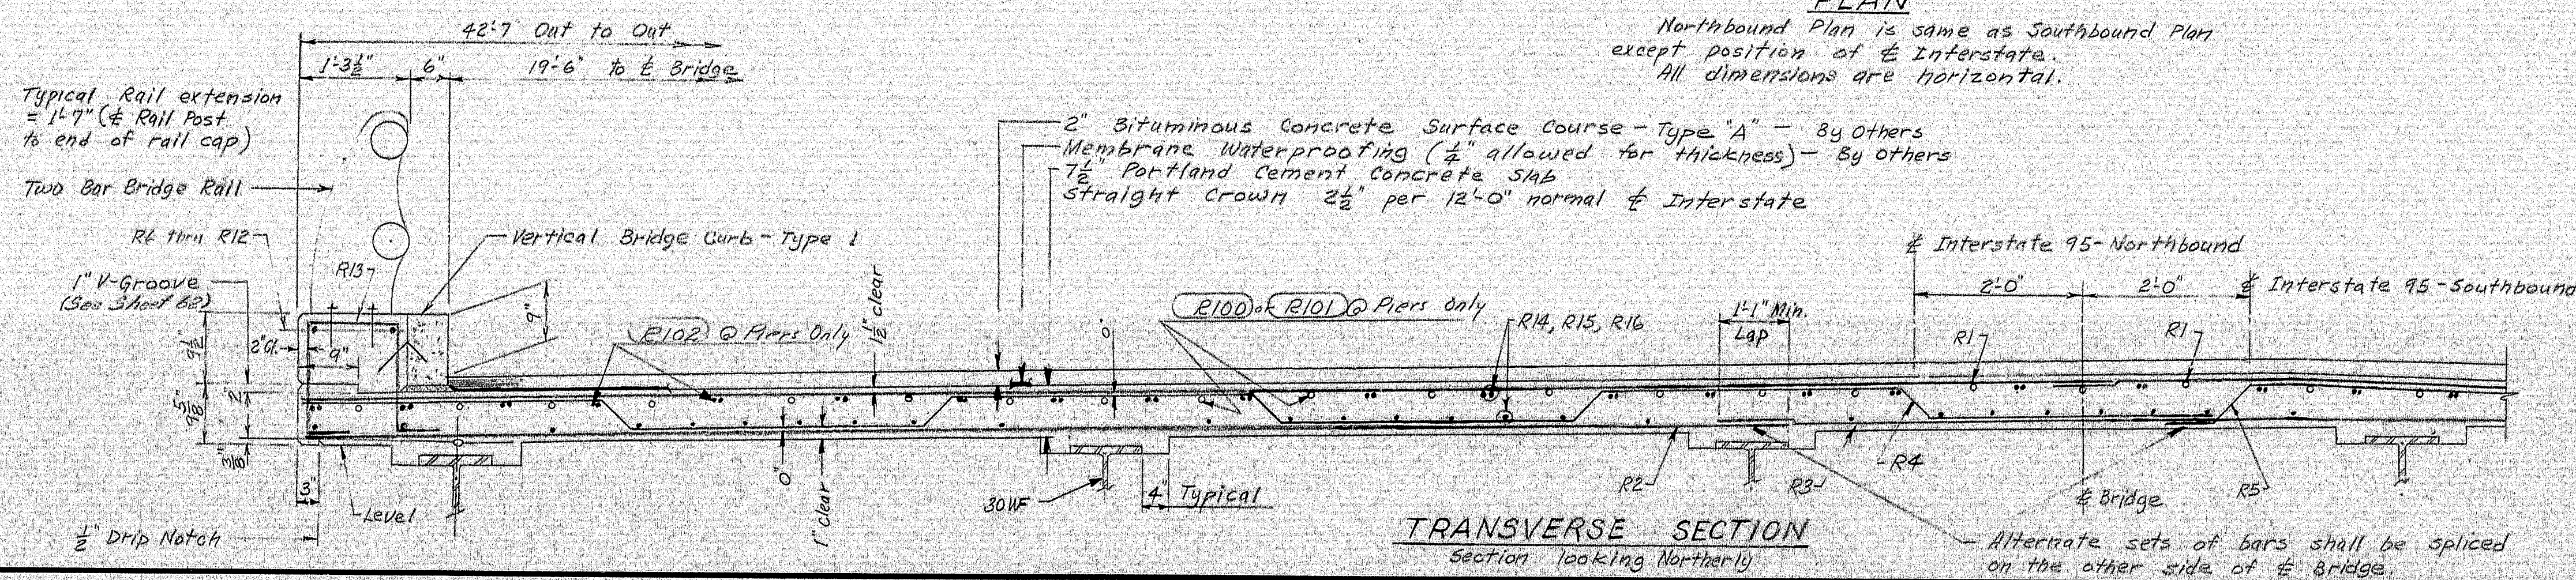 PLAN
Northbound Plan is same as Southbound Plan
except position of ℄ Interstate.
All dimensions are horizontal.
42'-7 Out to Out
1'-3½"
6"
19'-6" to ℄ Bridge
Typical Rail extension
= 1'-7" (℄ Rail Post
to end of rail cap)
Two Bar Bridge Rail
2" Bituminous Concrete Surface Course - Type "A" - By Others
Membrane Waterproofing (¼" allowed for thickness) - By Others
7½" Portland Cement Concrete Slab
Straight Crown 2½" per 12'-0" normal ℄ Interstate
R6 thru R12
Vertical Bridge Curb - Type 1
R13
1" V-Groove
(See Sheet 62)
9"
1½" clear
R102 @ Piers Only
R100 or R101 @ Piers Only
R14, R15, R16
1'-1" Min.
Lap
℄ Interstate 95-Northbound
2'-0"
2'-0"
℄ Interstate 95-Southbound
R1
R1
9½"
2" Cl.
9"
0"
2"
9⅝"
⅜"
3"
Level
½" Drip Notch
0"
1" clear
30WF
4" Typical
R2
R3
R4
℄ Bridge
R5
TRANSVERSE SECTION
Section looking Northerly
Alternate sets of bars shall be spliced
on the other side of ℄ Bridge.